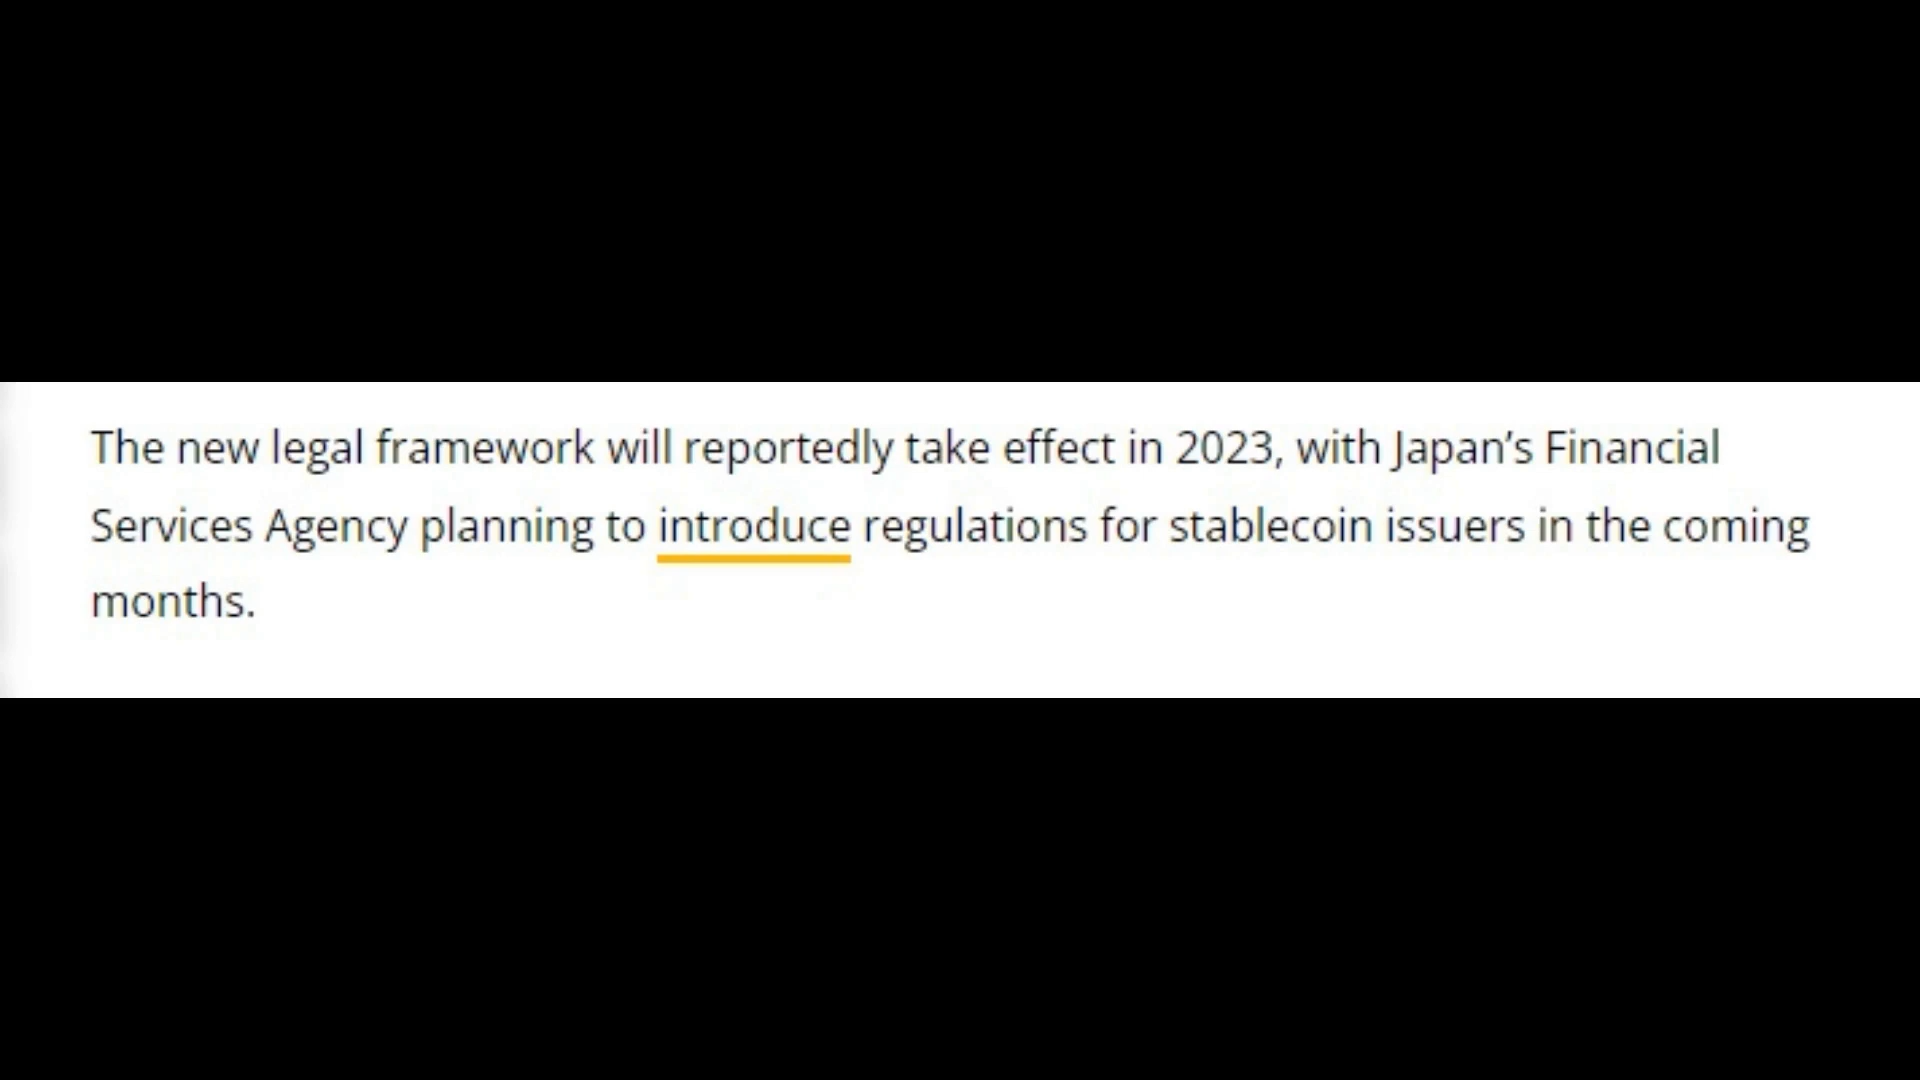 The new legal framework will reportedly take effect in 2023, with Japan’s Financial
Services Agency planning to introduce regulations for stablecoin issuers in the coming
months.